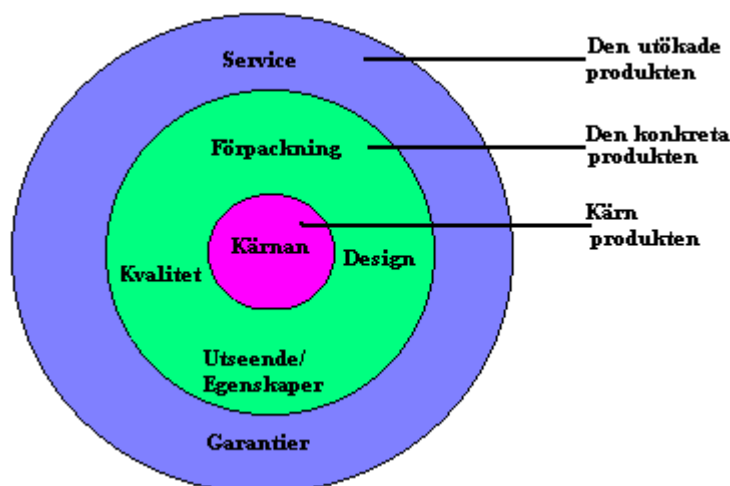 Service
Den utökade
produkten
Förpackning
Den konkreta
produkten
Kärnan
Kärn
produkten
Kvalitet
Design
Utseende/
Egenskaper
Garantier